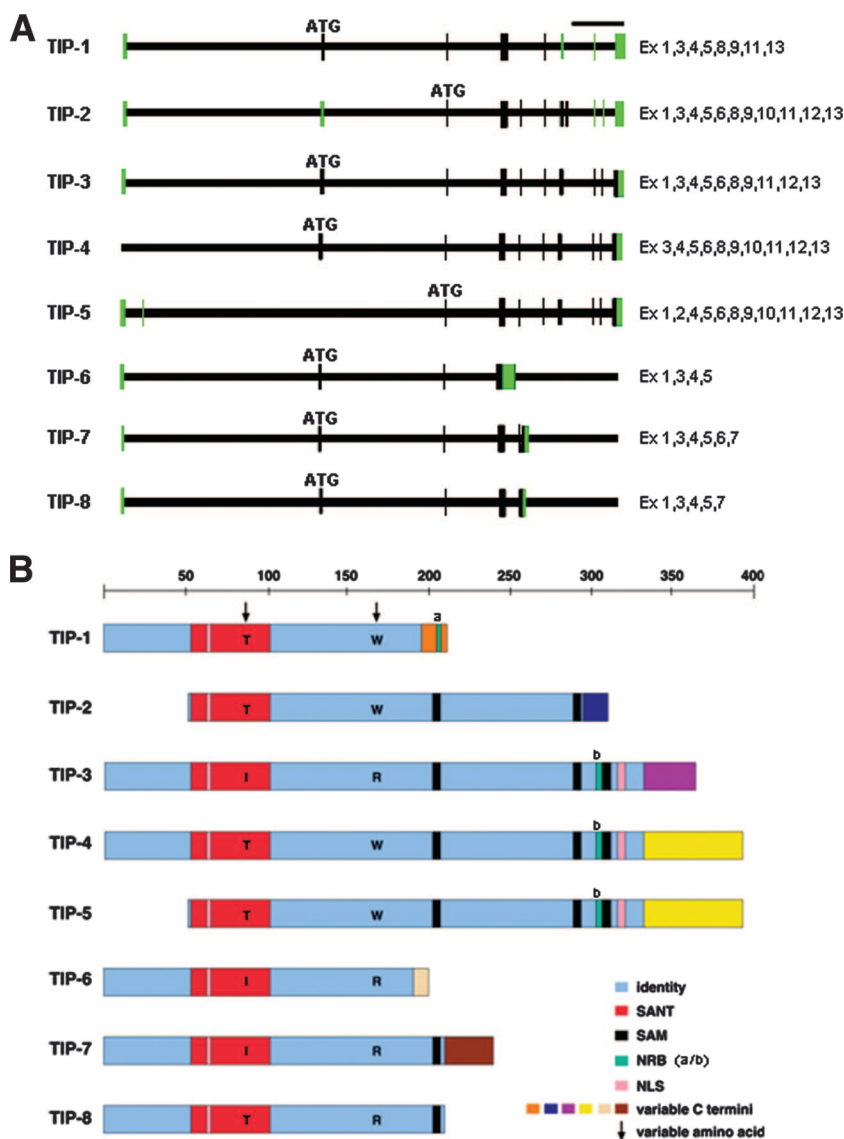 A
ATG
TIP-1 Ex 1,3,4,5,8,9,11,13
ATG
TIP-2 Ex 1,3,4,5,6,8,9,10,11,12,13
ATG
TIP-3 Ex 1,3,4,5,6,8,9,11,12,13
ATG
TIP-4 Ex 3,4,5,6,8,9,10,11,12,13
ATG
TIP-5 Ex 1,2,4,5,6,8,9,10,11,12,13
ATG
TIP-6 Ex 1,3,4,5
ATG
TIP-7 Ex 1,3,4,5,6,7
ATG
TIP-8 Ex 1,3,4,5,7
B
50 100 150 200 250 300 350 400
a
TIP-1 T W
TIP-2 T W
b
TIP-3 I R
b
TIP-4 T W
b
TIP-5 T W
TIP-6 I R
TIP-7 I R
TIP-8 T R
identity
SANT
SAM
NRB (a/b)
NLS
variable C termini
variable amino acid